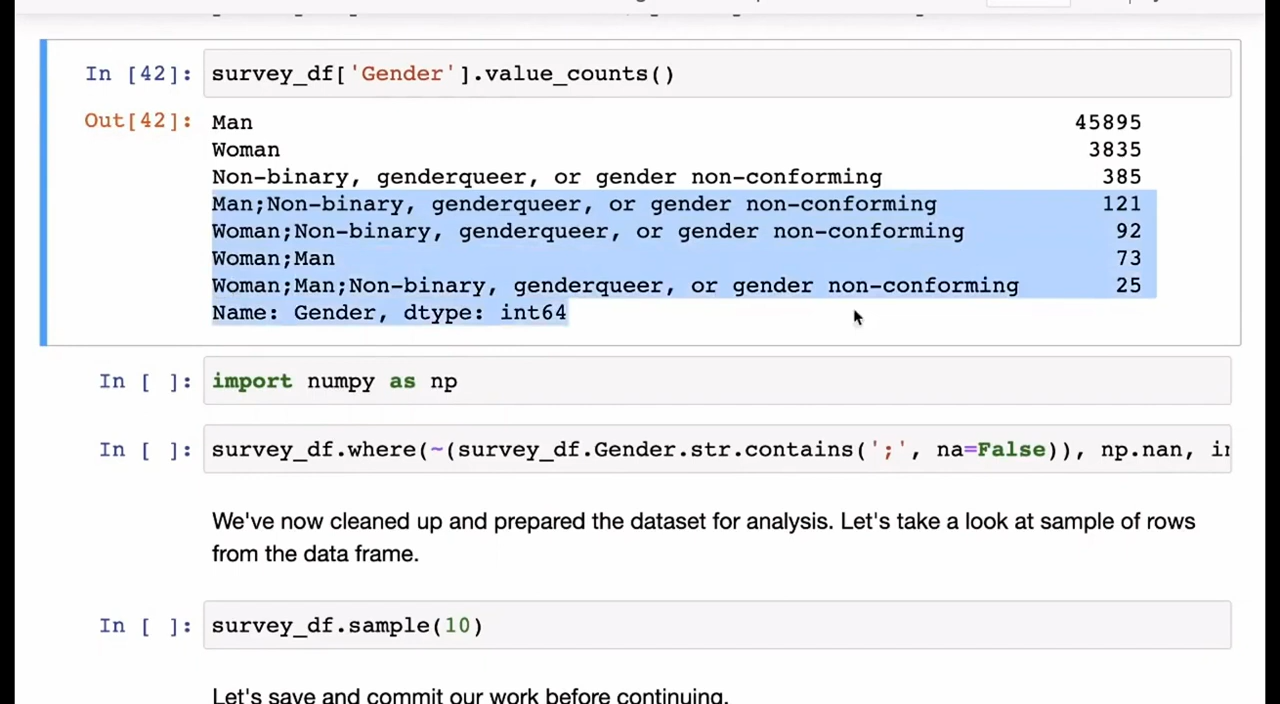 In [42]: survey_df['Gender'].value_counts()
Out[42]: Man 45895
Woman 3835
Non-binary, genderqueer, or gender non-conforming 385
Man;Non-binary, genderqueer, or gender non-conforming 121
Woman;Non-binary, genderqueer, or gender non-conforming 92
Woman;Man 73
Woman;Man;Non-binary, genderqueer, or gender non-conforming 25
Name: Gender, dtype: int64
In [ ]: import numpy as np
In [ ]: survey_df.where(~(survey_df.Gender.str.contains(';', na=False)), np.nan,
We've now cleaned up and prepared the dataset for analysis. Let's take a look at sample of rows
from the data frame.
In [ ]: survey_df.sample(10)
Let's save and commit our work before continuing.